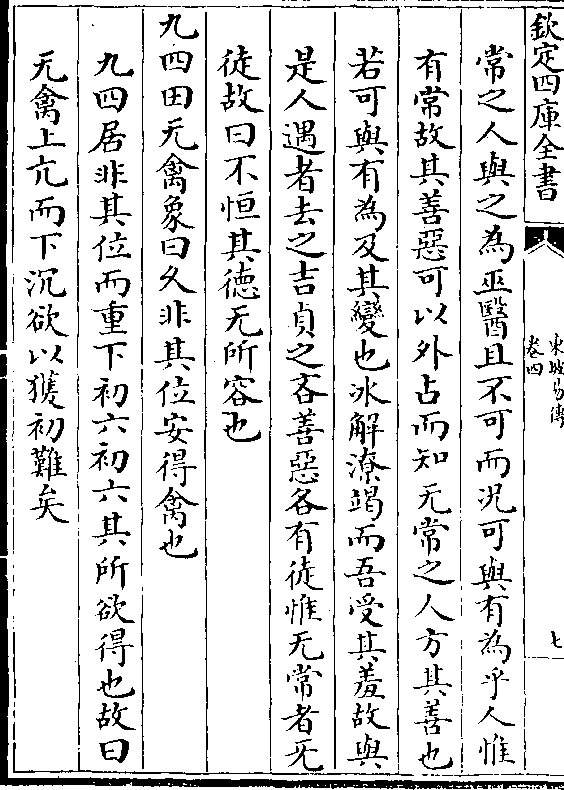 欽定四庫全書
東坡易傳
卷四
七
常之人與之為巫醫且不可而况可與有為乎人惟
有常故其善惡可以外占而知无常之人方其善也
若可與有為及其變也冰解潦竭而吾受其羞故與
是人遇者去之吉貞之吝善惡各有徒惟无常者无
徒故曰不恒其徳无所容也
九四田无禽象曰久非其位安得禽也
九四居非其位而重下初六初六其所欲得也故曰
无禽上亢而下沉欲以獲初難矣